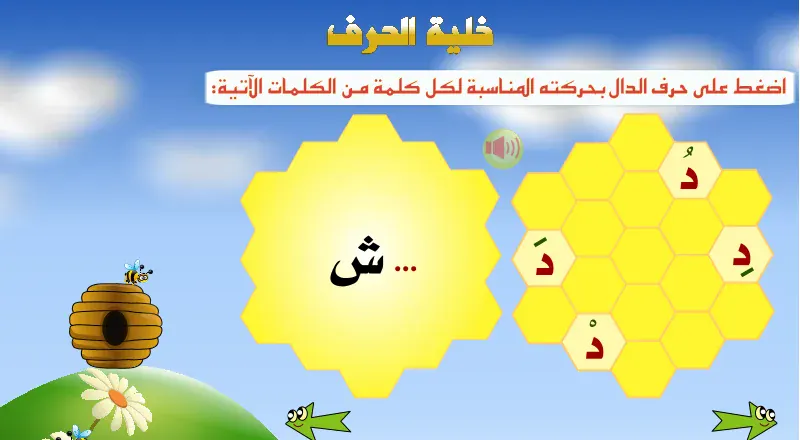 خلية الحرف
اضغط على حرف الدال بحركته المناسبة لكل كلمة من الكلمات الآتية:
... ش
دُ
دَ
دِ
دْ